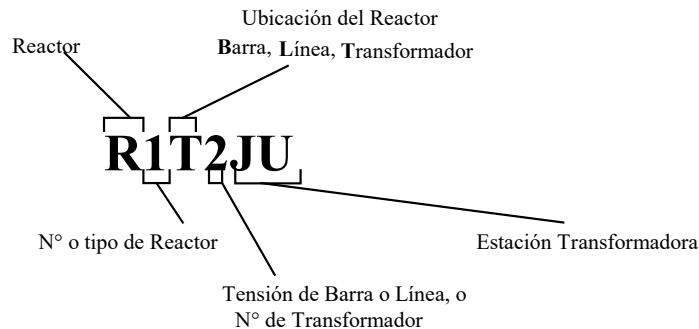 Ubicación del Reactor
Reactor
Barra, Línea, Transformador
R1T2JU
N° o tipo de Reactor
Estación Transformadora
Tensión de Barra o Línea, o
N° de Transformador